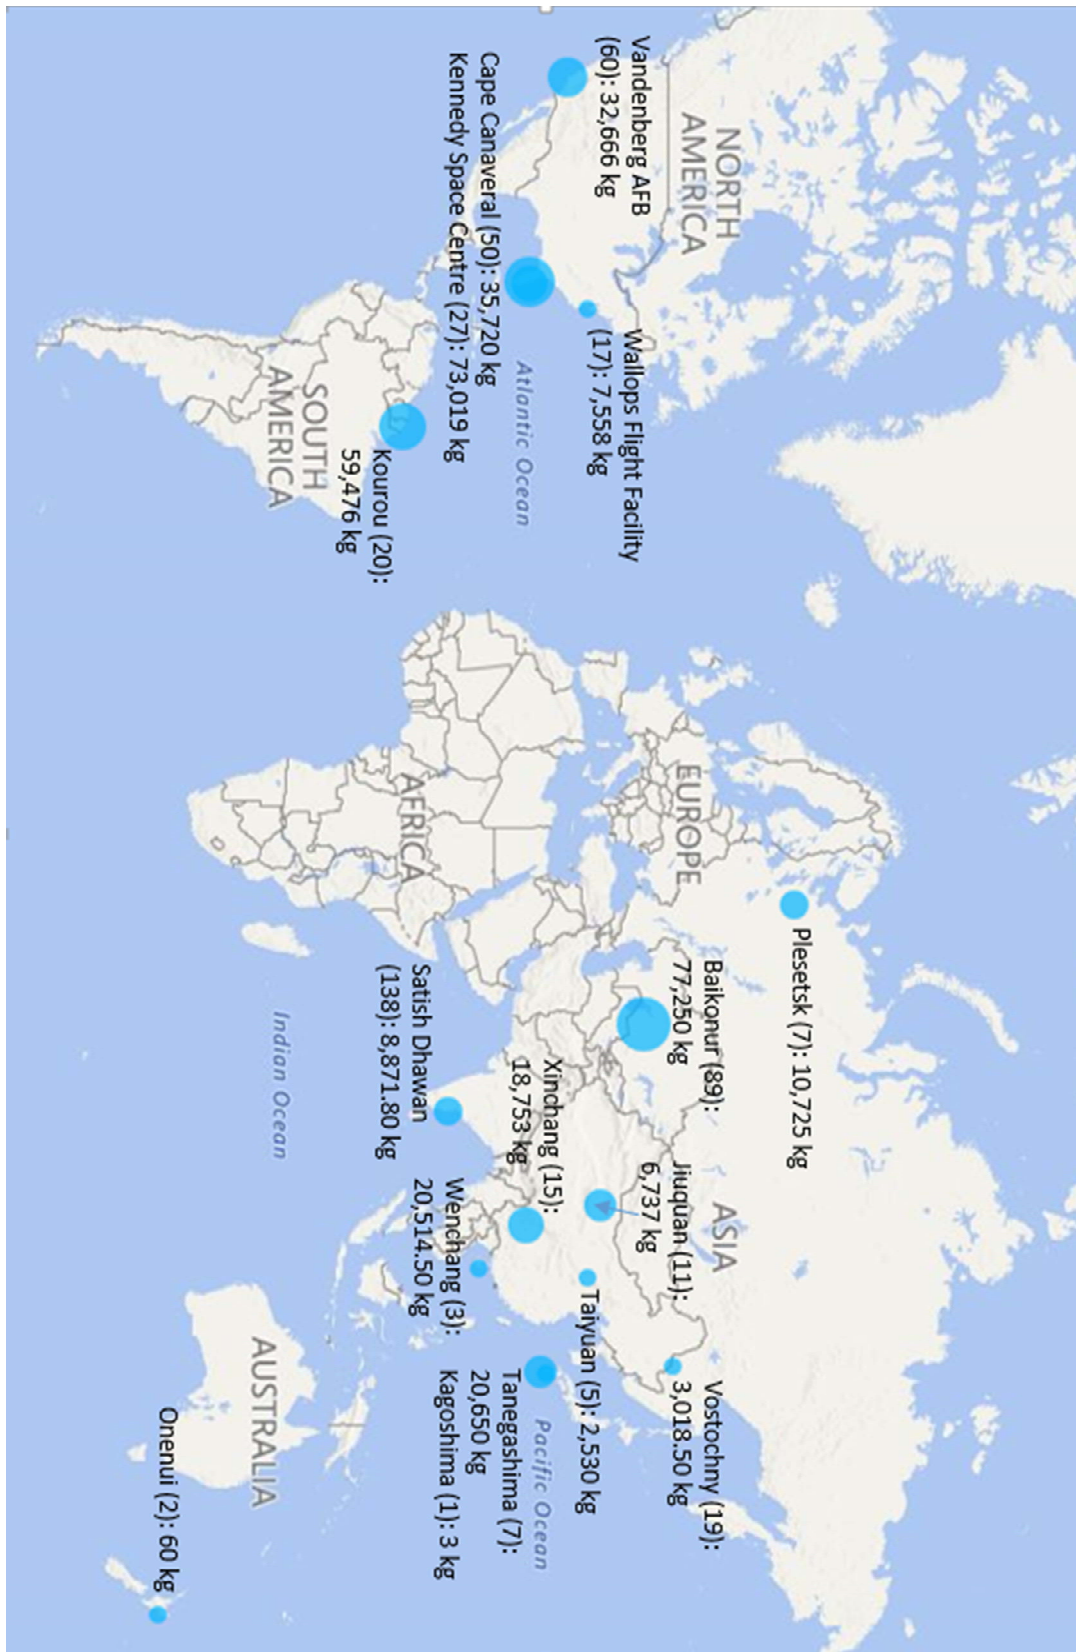 NORTH
AMERICA
Vandenberg AFB
(60): 32,666 kg
Wallops Flight Facility
(17): 7,558 kg
Cape Canaveral (50): 35,720 kg
Kennedy Space Centre (27): 73,019 kg
Atlantic Ocean
Kourou (20):
59,476 kg
SOUTH
AMERICA
EUROPE
AFRICA
Plesetsk (7): 10,725 kg
Baikonur (89):
77,250 kg
ASIA
Jiuquan (11):
6,737 kg
Xinchang (15):
18,753 kg
Satish Dhawan
(138): 8,871.80 kg
Indian Ocean
Wenchang (3):
20,514.50 kg
Vostochny (19):
3,018.50 kg
Taiyuan (5): 2,530 kg
Pacific Ocean
Tanegashima (7):
20,650 kg
Kagoshima (1): 3 kg
AUSTRALIA
Onenui (2): 60 kg